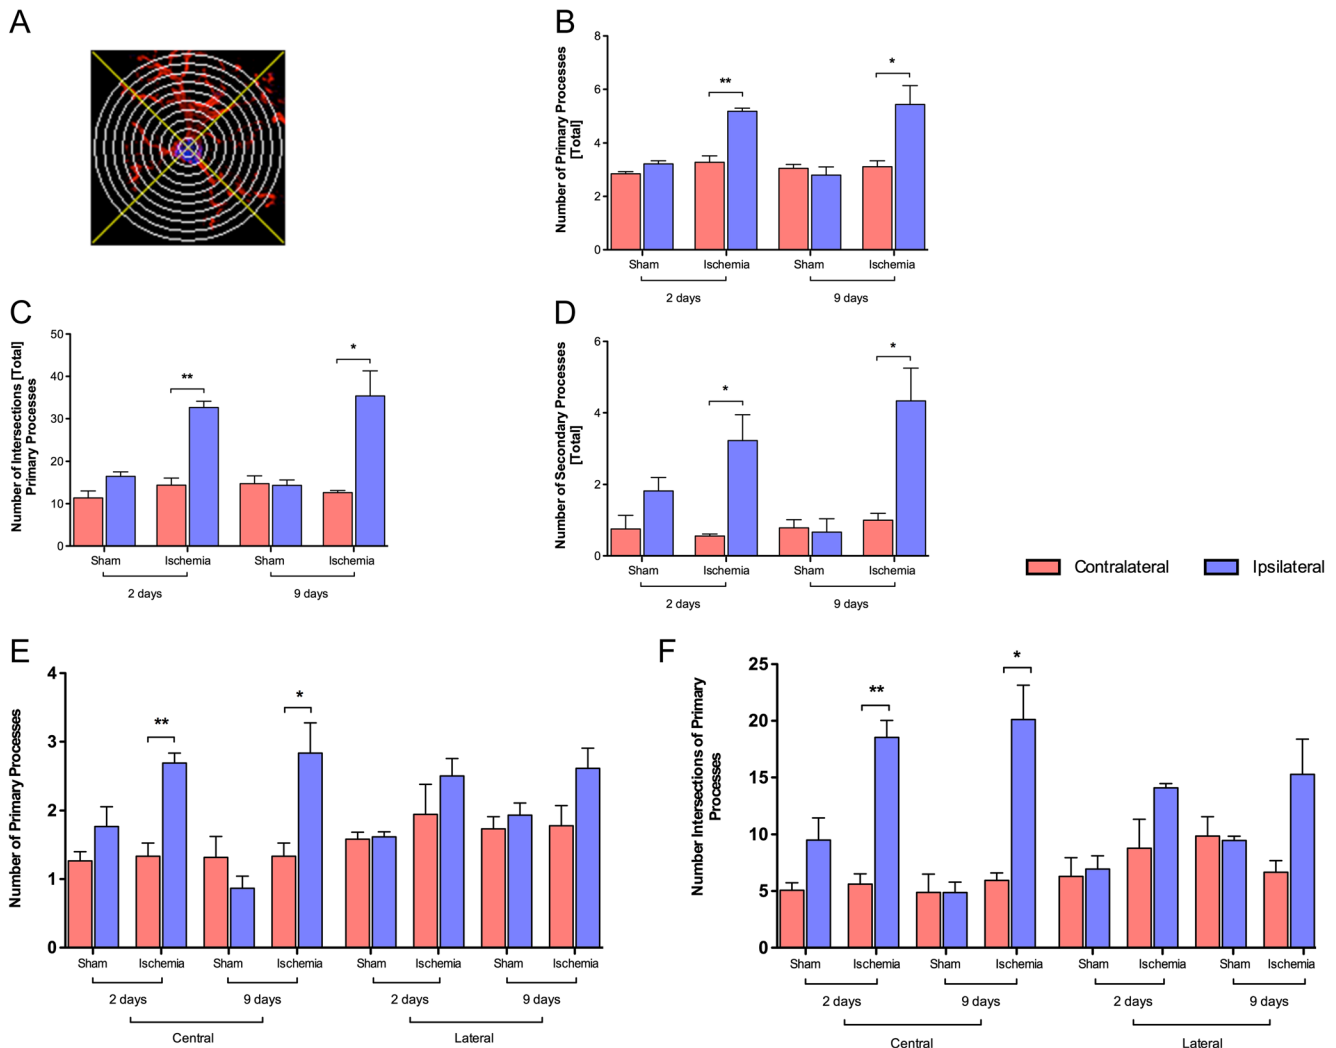 A
B
Number of Primary Processes
[Total]
8
6
4
2
0
**
*
Sham
Ischemia
Sham
Ischemia
2 days
9 days
C
Number of Intersections [Total]
Primary Processes
50
40
30
20
10
0
**
*
Sham
Ischemia
Sham
Ischemia
2 days
9 days
D
Number of Secondary Processes
[Total]
6
4
2
0
*
*
Sham
Ischemia
Sham
Ischemia
2 days
9 days
Contralateral
Ipsilateral
E
Number of Primary Processes
4
3
2
1
0
**
*
Sham
Ischemia
Sham
Ischemia
Sham
Ischemia
Sham
Ischemia
2 days
9 days
2 days
9 days
Central
Lateral
F
Number Intersections of Primary
Processes
25
20
15
10
5
0
**
*
Sham
Ischemia
Sham
Ischemia
Sham
Ischemia
Sham
Ischemia
2 days
9 days
2 days
9 days
Central
Lateral